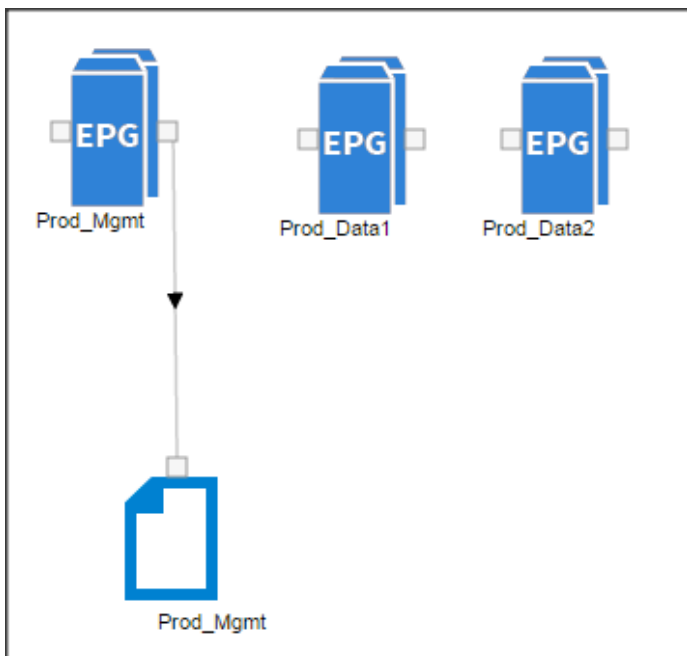 EPG
EPG
EPG
Prod_Mgmt
Prod_Data1
Prod_Data2
Prod_Mgmt